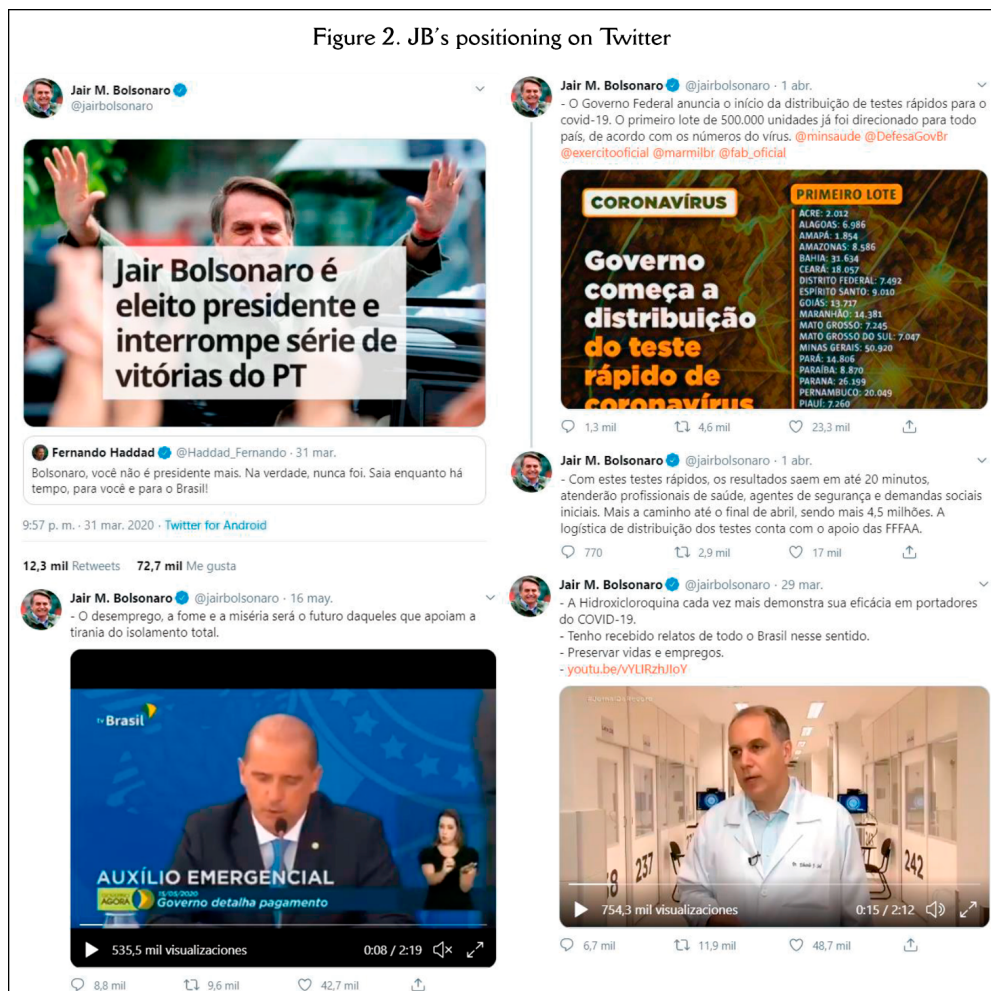 Figure 2. JB's positioning on Twitter
Jair M. Bolsonaro
@jairbolsonaro
Jair Bolsonaro é
eleito presidente e
interrompe série de
vitórias do PT
Fernando Haddad @Haddad_Fernando · 31 mar.
Bolsonaro, você não é presidente mais. Na verdade, nunca foi. Saia enquanto há
tempo, para você e para o Brasil!
9:57 p. m. · 31 mar. 2020 · Twitter for Android
12,3 mil Retweets 72,7 mil Me gusta
Jair M. Bolsonaro @jairbolsonaro · 16 may.
- O desemprego, a fome e a miséria será o futuro daqueles que apoiam a
tirania do isolamento total.
TV Brasil
AUXÍLIO EMERGENCIAL
AGORA
15/05/2020
Governo detalha pagamento
535,5 mil visualizaciones 0:08 / 2:19
8,8 mil 9,6 mil 42,7 mil
Jair M. Bolsonaro @jairbolsonaro · 1 abr.
- O Governo Federal anuncia o início da distribuição de testes rápidos para o
covid-19. O primeiro lote de 500.000 unidades já foi direcionado para todo
país, de acordo com os números do vírus. @minsaude @DefesaGovBr
@exercitooficial @marmilbr @fab_oficial
CORONAVÍRUS
Governo
começa a
distribuição
do teste
rápido de
coronavírus
PRIMEIRO LOTE
ACRE: 2.012
ALAGOAS: 6.986
AMAPÁ: 1.854
AMAZONAS: 8.586
BAHIA: 31.634
CEARÁ: 18.057
DISTRITO FEDERAL: 7.492
ESPÍRITO SANTO: 9.010
GOIÁS: 13.717
MARANHÃO: 14.381
MATO GROSSO: 7.245
MATO GROSSO DO SUL: 7.047
MINAS GERAIS: 50.920
PARÁ: 14.806
PARAÍBA: 8.870
PARANA: 26.199
PERNAMBUCO: 20.049
PIAUÍ: 7.260
1,3 mil 4,6 mil 23,3 mil
Jair M. Bolsonaro @jairbolsonaro · 1 abr.
- Com estes testes rápidos, os resultados saem em até 20 minutos,
atenderão profissionais de saúde, agentes de segurança e demandas sociais
iniciais. Mais a caminho até o final de abril, sendo mais 4,5 milhões. A
logística de distribuição dos testes conta com o apoio das FFFAA.
770 2,9 mil 17 mil
Jair M. Bolsonaro @jairbolsonaro · 29 mar.
- A Hidroxicloroquina cada vez mais demonstra sua eficácia em portadores
do COVID-19.
- Tenho recebido relatos de todo o Brasil nesse sentido.
- Preservar vidas e empregos.
- youtu.be/vYLIRzhJIoY
237
242
754,3 mil visualizaciones 0:15 / 2:12
6,7 mil 11,9 mil 48,7 mil